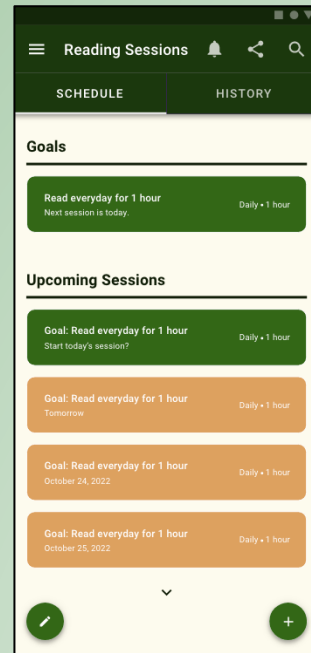 Reading Sessions
SCHEDULE
HISTORY
Goals
Read everyday for 1 hour
Daily • 1 hour
Next session is today.
Upcoming Sessions
Goal: Read everyday for 1 hour
Daily • 1 hour
Start today's session?
Goal: Read everyday for 1 hour
Daily • 1 hour
Tomorrow
Goal: Read everyday for 1 hour
Daily • 1 hour
October 24, 2022
Goal: Read everyday for 1 hour
Daily • 1 hour
October 25, 2022